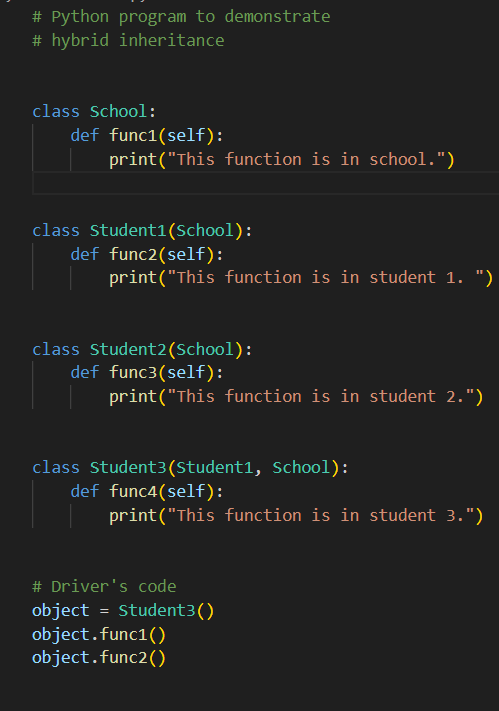 # Python program to demonstrate
# hybrid inheritance
class School:
    def func1(self):
        print("This function is in school.")
class Student1(School):
    def func2(self):
        print("This function is in student 1. ")
class Student2(School):
    def func3(self):
        print("This function is in student 2.")
class Student3(Student1, School):
    def func4(self):
        print("This function is in student 3.")
# Driver's code
object = Student3()
object.func1()
object.func2()